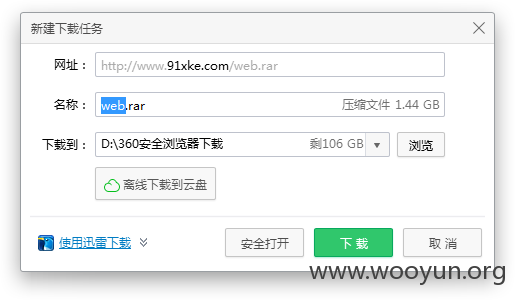 新建下载任务
网址： http://www.91xke.com/web.rar
名称： web.rar 压缩文件 1.44 GB
下载到： D:\360安全浏览器下载 剩106 GB 浏览
离线下载到云盘
使用迅雷下载 安全打开 下 载 取 消
www.wooyun.org